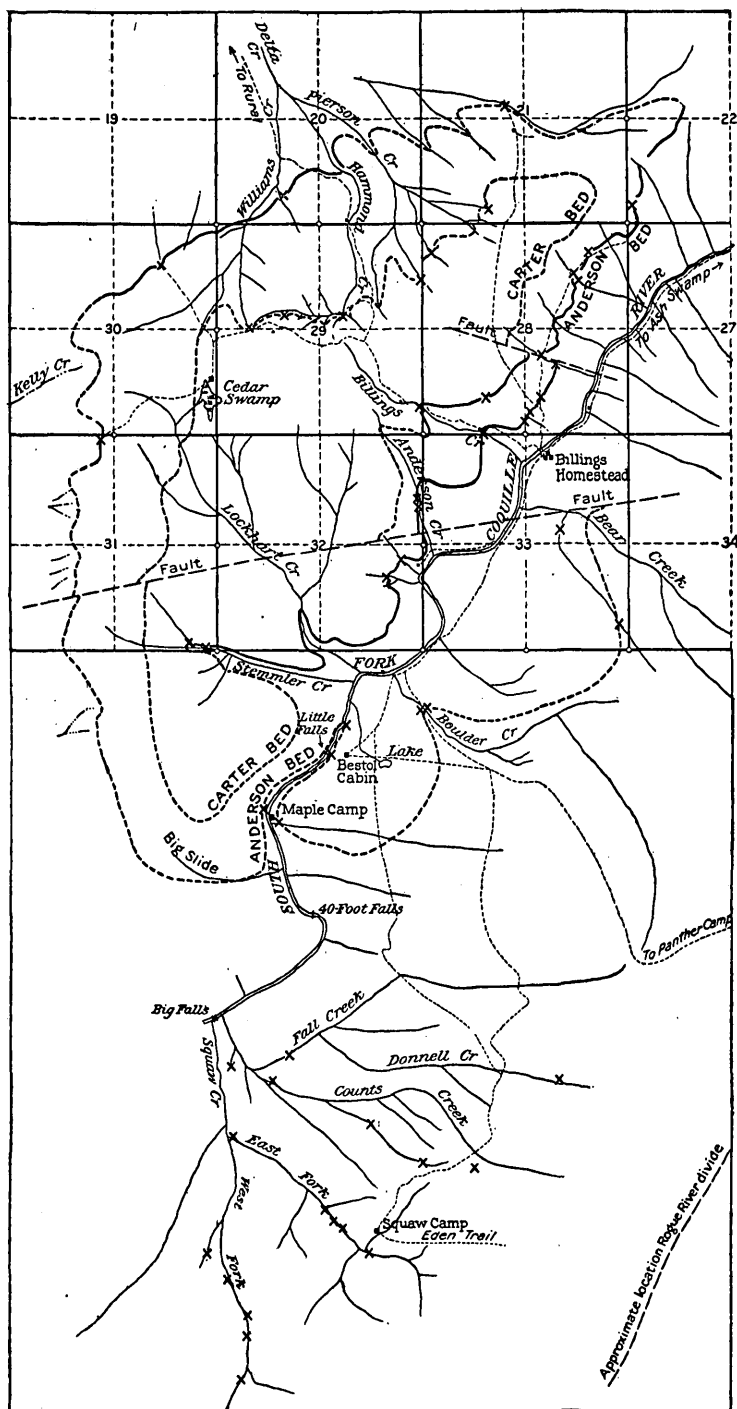 Delta Cr
To Rural
Pierson Cr
19
20
21
22
Williams
Hammond Cr
CARTER BED
ANDERSON BED
RIVER
To Ash Swamp
30
29
28
27
Fault
Kelly Cr
Cedar Swamp
Billings Cr
Anderson Cr
COQUILLE
Billings Homestead
Fault
Bear Creek
Lockhart Cr
31
32
33
34
Fault
FORK
Stemmler Cr
Little Falls
Boulder Cr
Lake
Bestol Cabin
CARTER BED
ANDERSON BED
Maple Camp
Big Slide
SOUTH
40-Foot Falls
To Panther Camp
Big Falls
Fall Creek
Squaw Cr
Donnell Cr
Counts Creek
East Fork
West Fork
Squaw Camp
Eden Trail
Approximate location Rogue River divide